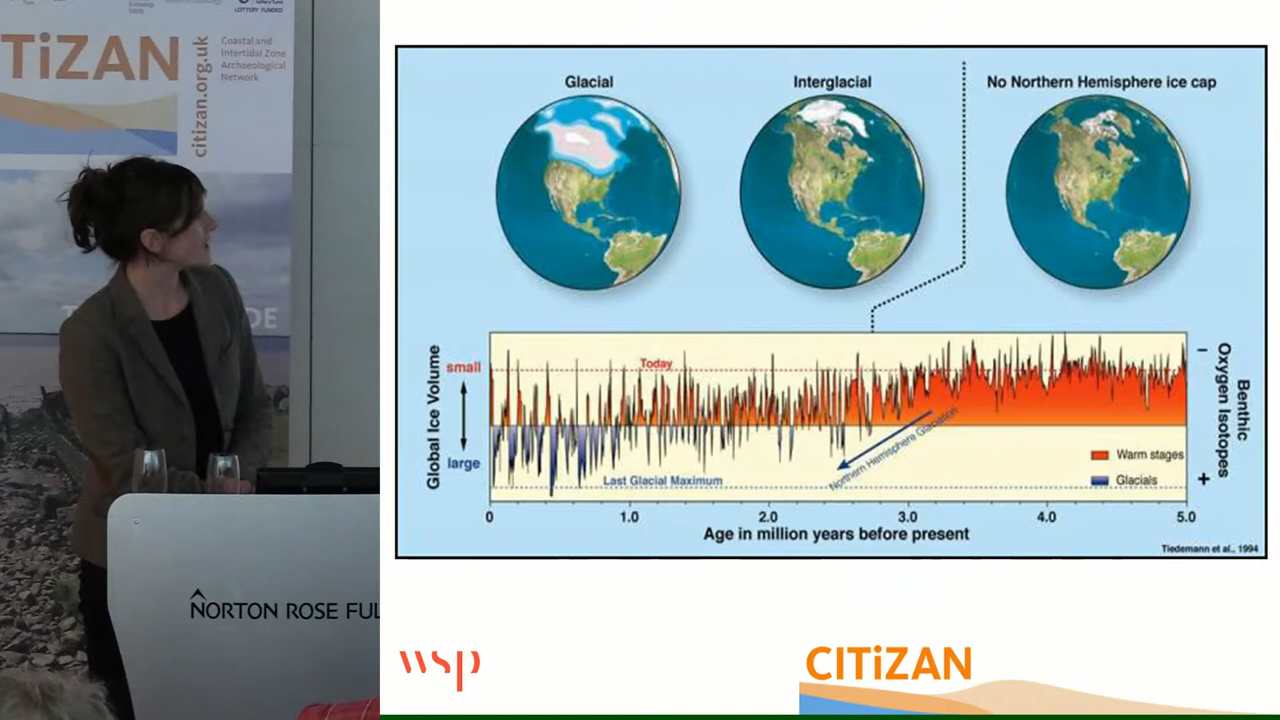 LOTTERY FUNDED
TiZAN
citizan.org.uk
Coastal and
Intertidal Zone
Archaeological
Network
DE
NORTON ROSE FUL
Glacial
Interglacial
No Northern Hemisphere ice cap
Global Ice Volume
small
large
Today
Last Glacial Maximum
Northern Hemisphere Glaciation
Warm stages
Glacials
–
+
Benthic
Oxygen Isotopes
0 1.0 2.0 3.0 4.0 5.0
Age in million years before present
Tiedemann et al., 1994
wsp
CITiZAN